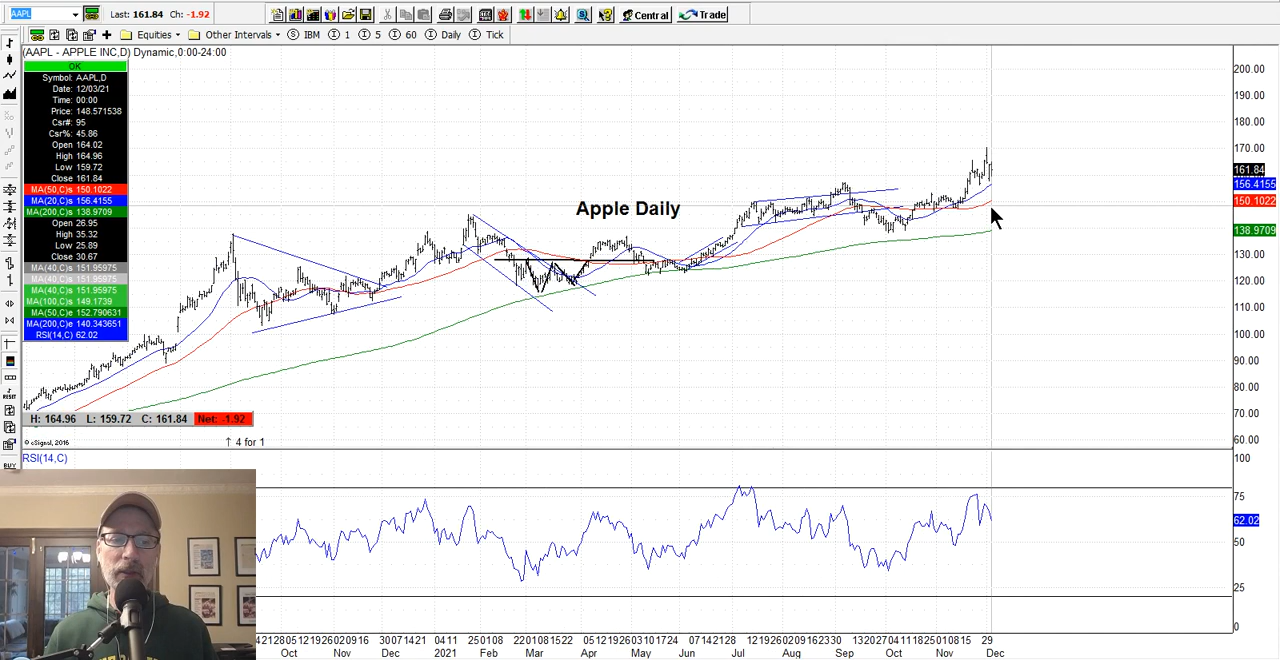 AAPL Last: 161.84 Ch: -1.92 Central Trade
Equities Other Intervals S IBM I 1 I 5 I 60 I Daily I Tick
(AAPL - APPLE INC,D) Dynamic,0:00-24:00
OK
Symbol: AAPL,D
Date: 12/03/21
Time: 00:00
Price: 148.571538
Csr#: 95
Csr%: 45.86
Open 164.02
High 164.96
Low 159.72
Close 161.84
MA(50,C)s 150.1022
MA(20,C)s 156.4155
MA(200,C)s 138.9709
Open 26.95
High 35.32
Low 25.89
Close 30.67
MA(40,C)s 151.95975
MA(40,C)s 151.95975
MA(40,C)s 151.95975
MA(100,C)s 149.1739
MA(50,C)e 152.790631
MA(200,C)e 140.343651
RSI(14,C) 62.02
Apple Daily
200.00
190.00
180.00
170.00
161.84
156.4155
150.1022
138.9709
130.00
120.00
110.00
100.00
90.00
80.00
70.00
60.00
H: 164.96 L: 159.72 C: 161.84 Net: -1.92
© eSignal, 2016
↑ 4 for 1
RSI(14,C)
100
75
62.02
50
25
0
RESET
BUY
Oct Nov Dec 2021 Feb Mar Apr May Jun Jul Aug Sep Oct Nov Dec